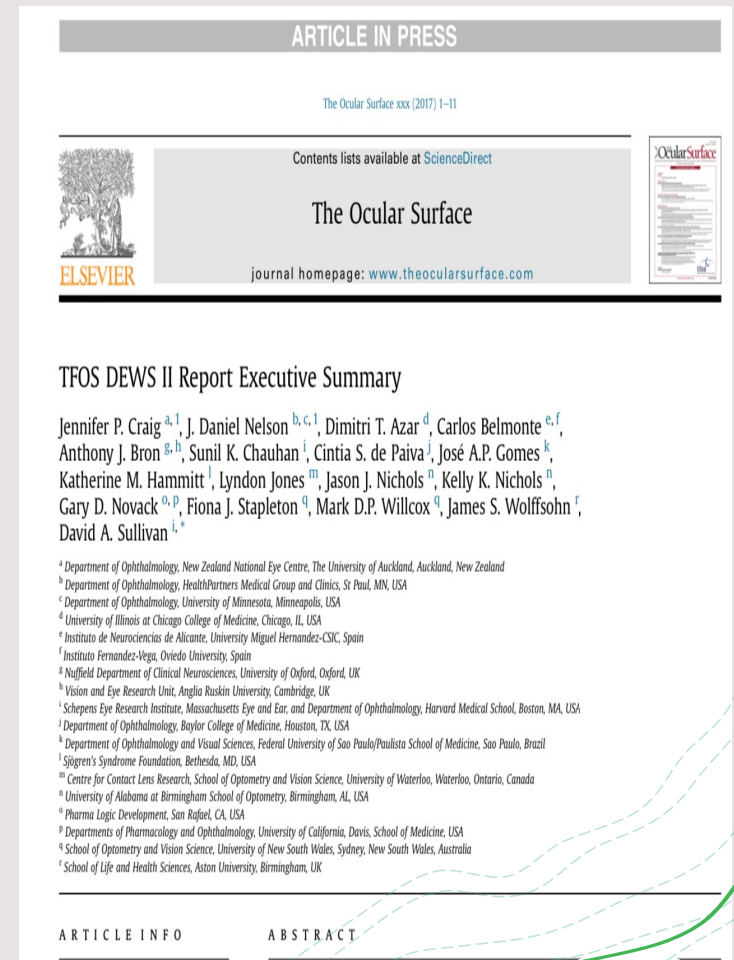 ARTICLE IN PRESS
The Ocular Surface xxx (2017) 1–11
Contents lists available at ScienceDirect
The Ocular Surface
journal homepage: www.theocularsurface.com
ELSEVIER
OcularSurface
TFOS DEWS II Report Executive Summary
Jennifer P. Craig a, 1, J. Daniel Nelson b, c, 1, Dimitri T. Azar d, Carlos Belmonte e, f,
Anthony J. Bron g, h, Sunil K. Chauhan i, Cintia S. de Paiva j, José A.P. Gomes k,
Katherine M. Hammitt l, Lyndon Jones m, Jason J. Nichols n, Kelly K. Nichols n,
Gary D. Novack o, p, Fiona J. Stapleton q, Mark D.P. Willcox q, James S. Wolffsohn r,
David A. Sullivan i, *
a Department of Ophthalmology, New Zealand National Eye Centre, The University of Auckland, Auckland, New Zealand
b Department of Ophthalmology, HealthPartners Medical Group and Clinics, St Paul, MN, USA
c Department of Ophthalmology, University of Minnesota, Minneapolis, USA
d University of Illinois at Chicago College of Medicine, Chicago, IL, USA
e Instituto de Neurociencias de Alicante, University Miguel Hernandez-CSIC, Spain
f Instituto Fernandez-Vega, Oviedo University, Spain
g Nuffield Department of Clinical Neurosciences, University of Oxford, Oxford, UK
h Vision and Eye Research Unit, Anglia Ruskin University, Cambridge, UK
i Schepens Eye Research Institute, Massachusetts Eye and Ear, and Department of Ophthalmology, Harvard Medical School, Boston, MA, USA
j Department of Ophthalmology, Baylor College of Medicine, Houston, TX, USA
k Department of Ophthalmology and Visual Sciences, Federal University of Sao Paulo/Paulista School of Medicine, Sao Paulo, Brazil
l Sjögren's Syndrome Foundation, Bethesda, MD, USA
m Centre for Contact Lens Research, School of Optometry and Vision Science, University of Waterloo, Waterloo, Ontario, Canada
n University of Alabama at Birmingham School of Optometry, Birmingham, AL, USA
o Pharma Logic Development, San Rafael, CA, USA
p Departments of Pharmacology and Ophthalmology, University of California, Davis, School of Medicine, USA
q School of Optometry and Vision Science, University of New South Wales, Sydney, New South Wales, Australia
r School of Life and Health Sciences, Aston University, Birmingham, UK
ARTICLE INFO
ABSTRACT